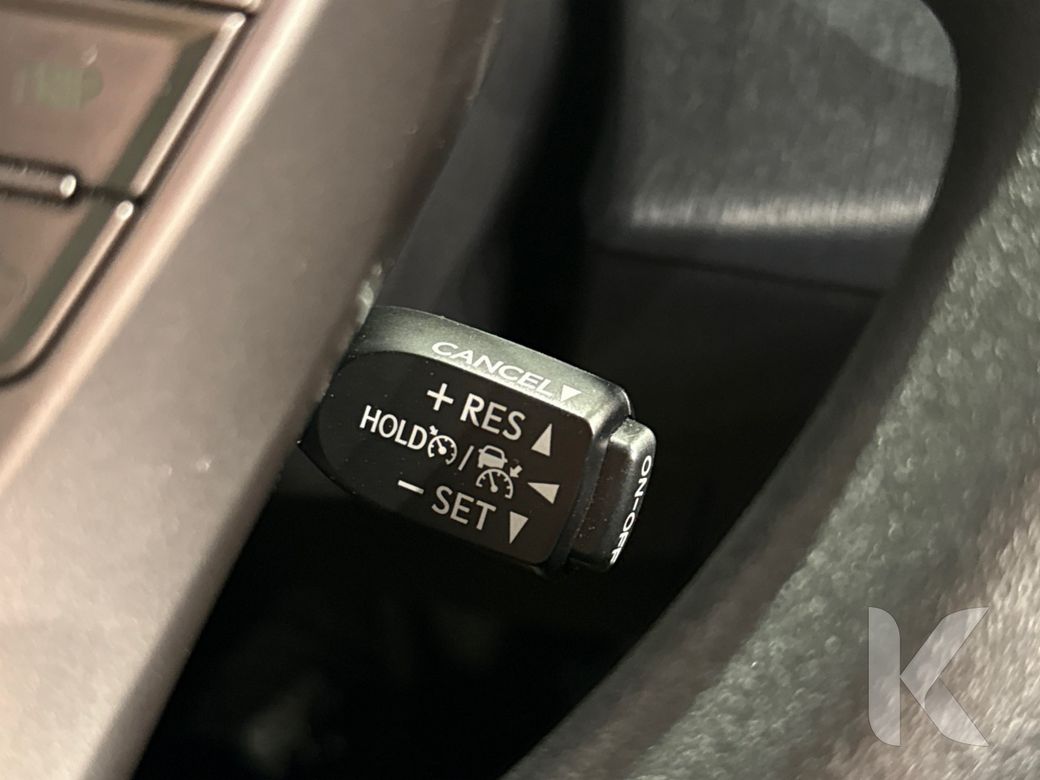 CANCEL▼
+ RES ▲
HOLD / ◀
− SET ▼
ON-OFF
K